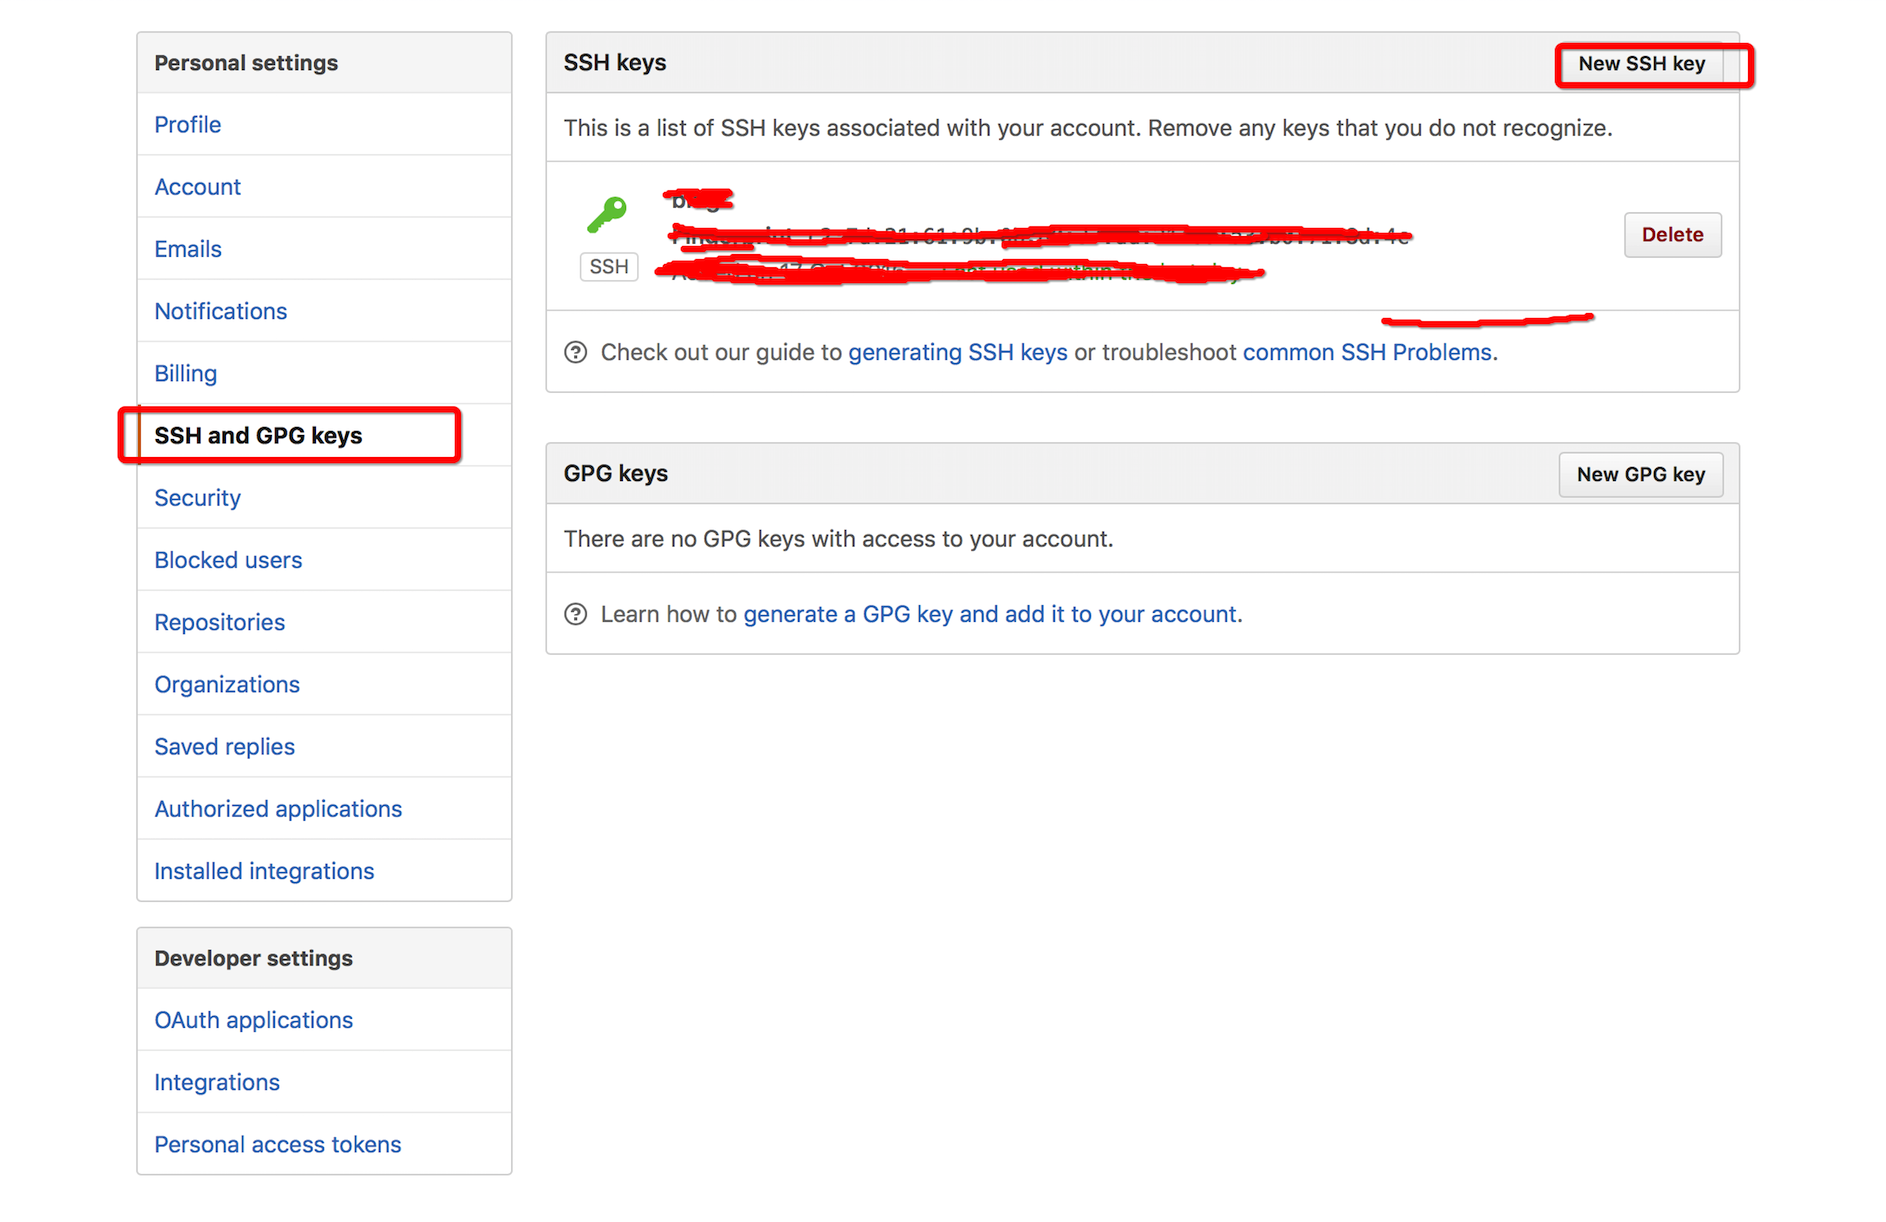 Personal settings
Profile
Account
Emails
Notifications
Billing
SSH and GPG keys
Security
Blocked users
Repositories
Organizations
Saved replies
Authorized applications
Installed integrations
Developer settings
OAuth applications
Integrations
Personal access tokens
SSH keys
New SSH key
This is a list of SSH keys associated with your account. Remove any keys that you do not recognize.
SSH
Delete
Check out our guide to generating SSH keys or troubleshoot common SSH Problems.
GPG keys
New GPG key
There are no GPG keys with access to your account.
Learn how to generate a GPG key and add it to your account.